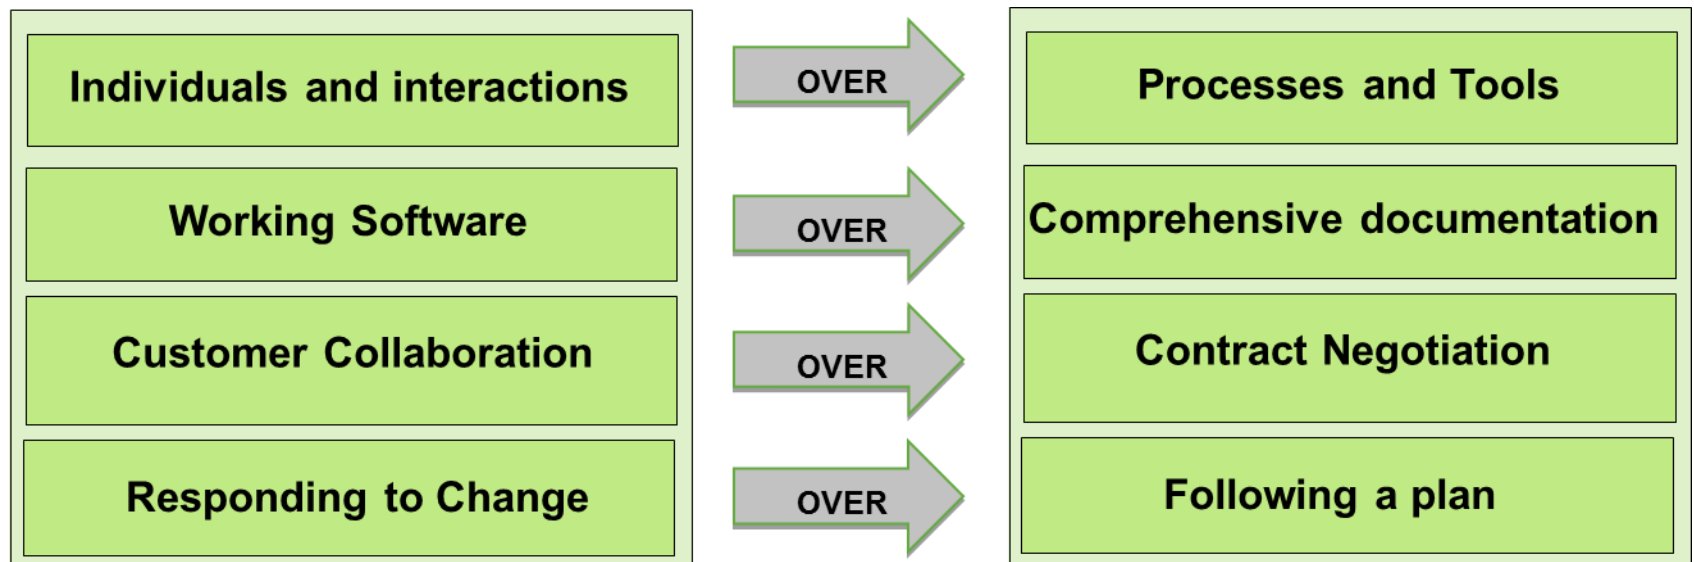 Individuals and interactions OVER Processes and Tools
Working Software OVER Comprehensive documentation
Customer Collaboration OVER Contract Negotiation
Responding to Change OVER Following a plan